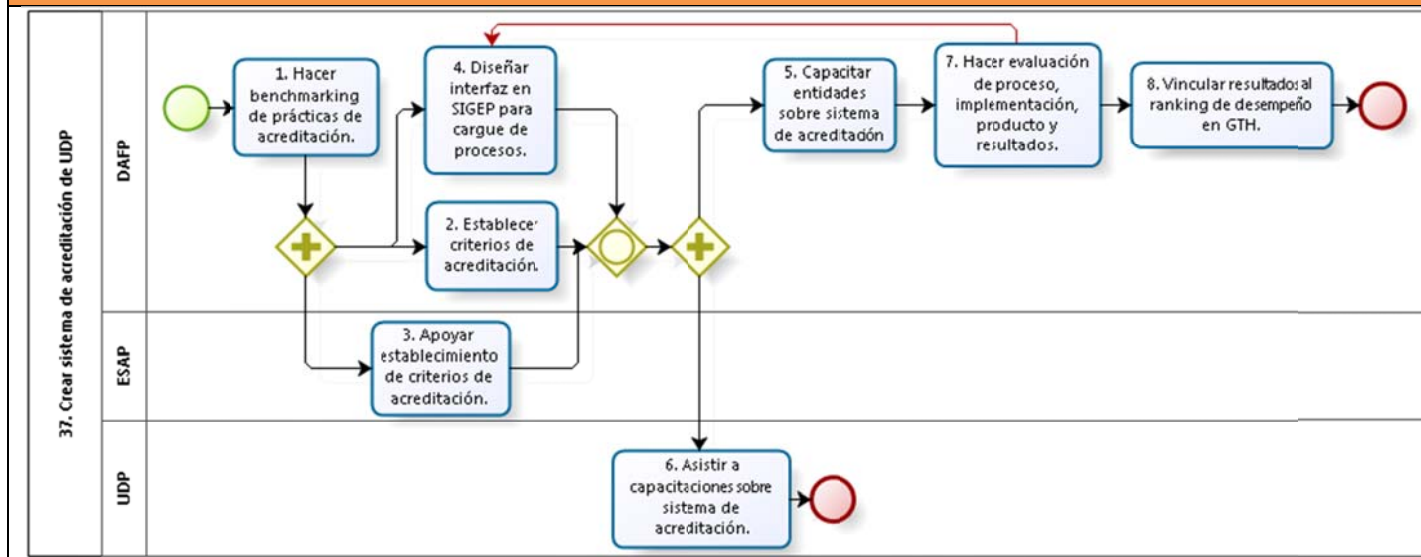 37. Crear sistema de acreditación de UDP
DAFP
1. Hacer
benchmarking
de prácticas de
acreditación.
4. Diseñar
interfaz en
SIGEP para
cargue de
procesos.
2. Establecer
criterios de
acreditación.
5. Capacitar
entidades
sobre sistema
de acreditación
7. Hacer evaluación
de proceso,
implementación,
producto y
resultados.
8. Vincular resultados al
ranking de desempeño
en GTH.
ESAP
3. Apoyar
establecimiento
de criterios de
acreditación.
UDP
6. Asistir a
capacitaciones sobre
sistema de
acreditación.